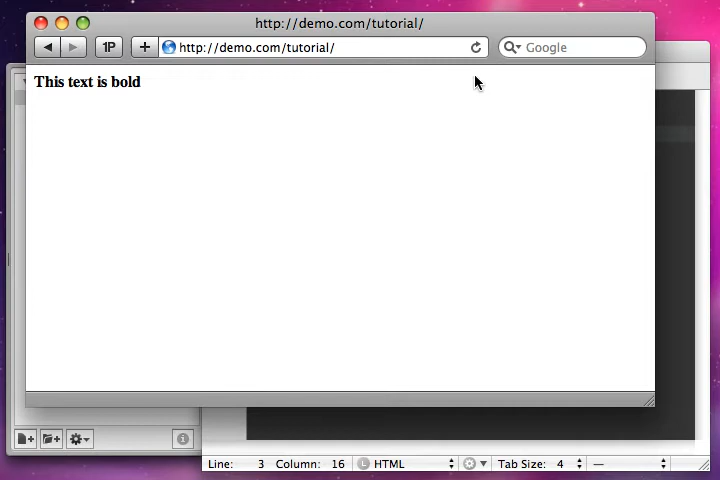 http://demo.com/tutorial/
1P
http://demo.com/tutorial/
Google
This text is bold
Line: 3 Column: 16
L HTML
Tab Size: 4
—